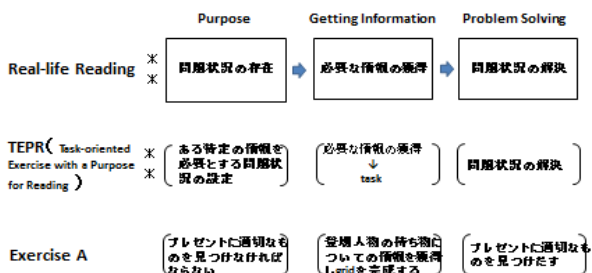 Purpose Getting Information Problem Solving
Real-life Reading ※ 問題状況の存在 必要な情報の獲得 問題状況の解決
※
TEPR( Task-oriented
Exercise with a Purpose
for Reading )
※
※
ある特定の情報を
必要とする問題状
況の設定
必要な情報の獲得
↓
task
問題状況の解決
Exercise A
プレゼントに適切なも
のを見つけなければ
ならない
登場人物の持ち物に
ついての情報を獲得
しgridを完成する
プレゼントに適切なも
のを見つけだす